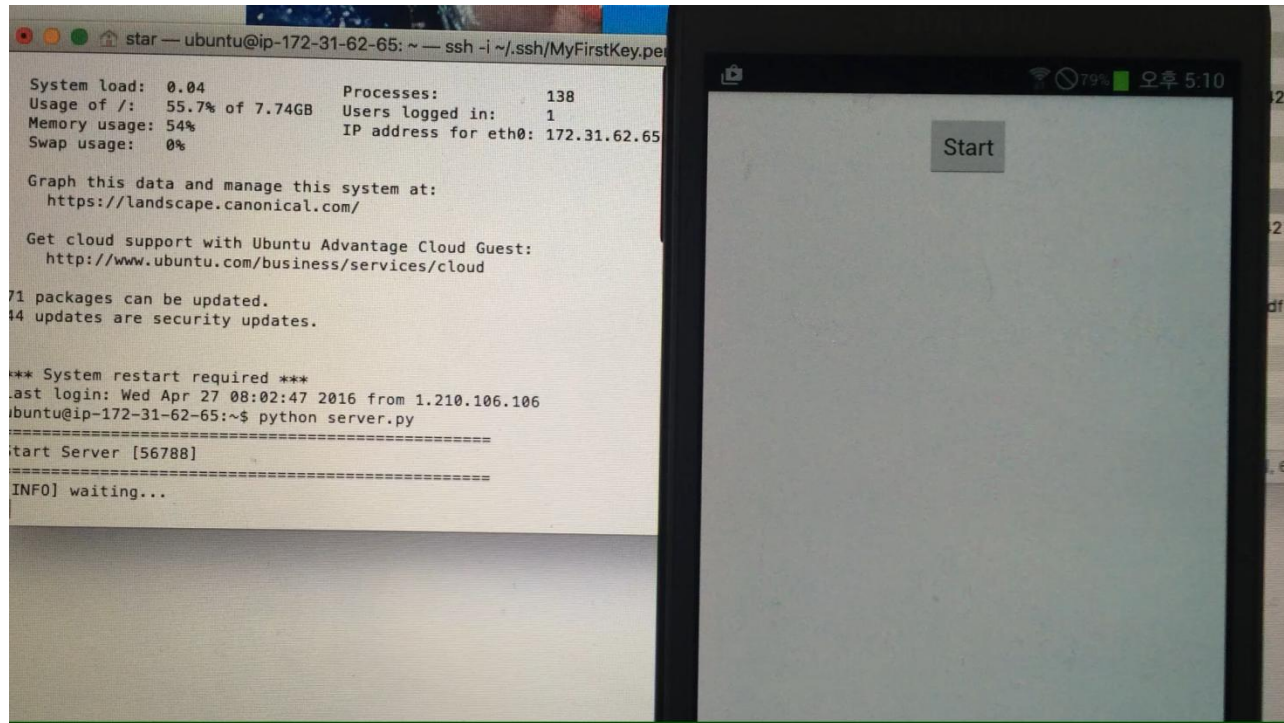 star — ubuntu@ip-172-31-62-65: ~ — ssh -i ~/.ssh/MyFirstKey.pe
System load: 0.04 Processes: 138
Usage of /: 55.7% of 7.74GB Users logged in: 1
Memory usage: 54% IP address for eth0: 172.31.62.65
Swap usage: 0%
Graph this data and manage this system at:
https://landscape.canonical.com/
Get cloud support with Ubuntu Advantage Cloud Guest:
http://www.ubuntu.com/business/services/cloud
71 packages can be updated.
44 updates are security updates.
*** System restart required ***
ast login: Wed Apr 27 08:02:47 2016 from 1.210.106.106
ubuntu@ip-172-31-62-65:~$ python server.py
==================================================
tart Server [56788]
==================================================
INFO] waiting...
79% 오후 5:10
Start